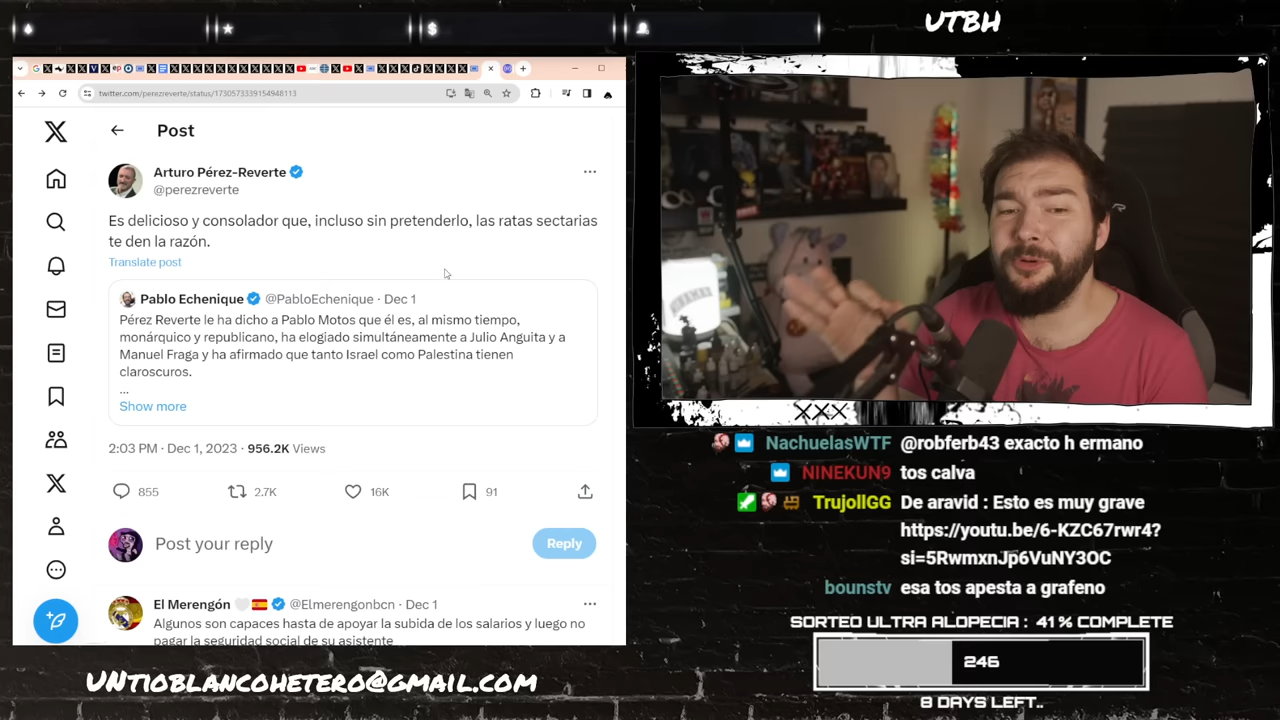 UTBH
twitter.com/perezreverte/status/1730573339154948113
Post
Arturo Pérez-Reverte
@perezreverte
Es delicioso y consolador que, incluso sin pretenderlo, las ratas sectarias
te den la razón.
Translate post
Pablo Echenique @PabloEchenique · Dec 1
Pérez Reverte le ha dicho a Pablo Motos que él es, al mismo tiempo,
monárquico y republicano, ha elogiado simultáneamente a Julio Anguita y a
Manuel Fraga y ha afirmado que tanto Israel como Palestina tienen
claroscuros.
...
Show more
2:03 PM · Dec 1, 2023 · 956.2K Views
855 2.7K 16K 91
Post your reply
Reply
El Merengón @Elmerengonbcn · Dec 1
Algunos son capaces hasta de apoyar la subida de los salarios y luego no
pagar la seguridad social de su asistente
XXX
NachuelasWTF @robferb43 exacto h ermano
NINEKUN9 tos calva
TrujollGG De aravid : Esto es muy grave
https://youtu.be/6-KZC67rwr4?
si=5RwmxnJp6VuNY3OC
bounstv esa tos apesta a grafeno
SORTEO ULTRA ALOPECIA : 41% COMPLETE
246
8 DAYS LEFT..
UNTIOBLANCOHETERO@GMAIL.COM